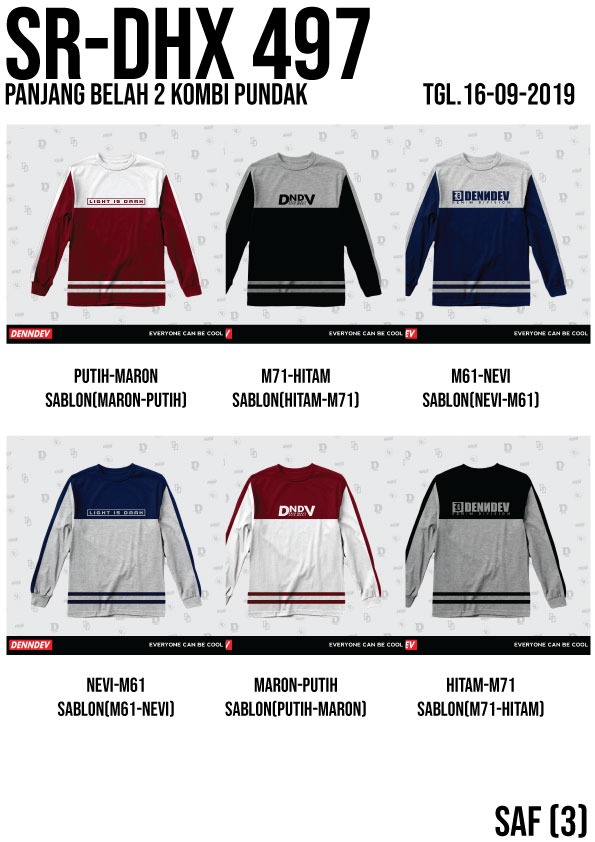 SR-DHX 497
PANJANG BELAH 2 KOMBI PUNDAK
TGL.16-09-2019
LIGHT IS DARK
DNDV
DENNDEV
DENIM DIVISION
DENNDEV
EVERYONE CAN BE COOL
EVERYONE CAN BE COOL
EV
EVERYONE CAN BE COOL
PUTIH-MARON
SABLON(MARON-PUTIH)
M71-HITAM
SABLON(HITAM-M71)
M61-NEVI
SABLON(NEVI-M61)
LIGHT IS DARK
DNDV
DENNDEV
DENIM DIVISION
DENNDEV
EVERYONE CAN BE COOL
EVERYONE CAN BE COOL
EV
EVERYONE CAN BE COOL
NEVI-M61
SABLON(M61-NEVI)
MARON-PUTIH
SABLON(PUTIH-MARON)
HITAM-M71
SABLON(M71-HITAM)
SAF (3)